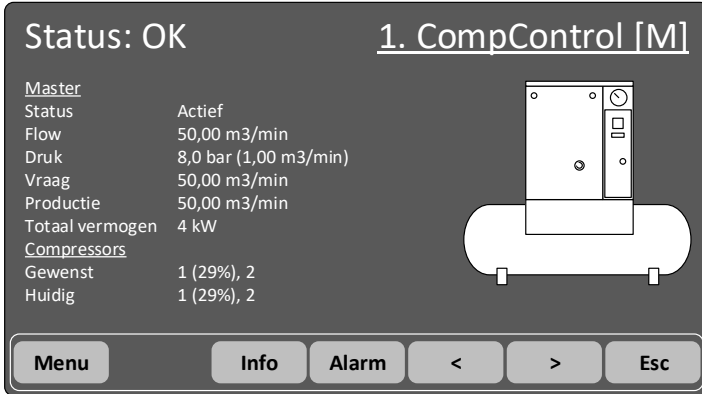 Status: OK 1. CompControl [M]
Master
Status Actief
Flow 50,00 m3/min
Druk 8,0 bar (1,00 m3/min)
Vraag 50,00 m3/min
Productie 50,00 m3/min
Totaal vermogen 4 kW
Compressors
Gewenst 1 (29%), 2
Huidig 1 (29%), 2
Menu Info Alarm < > Esc